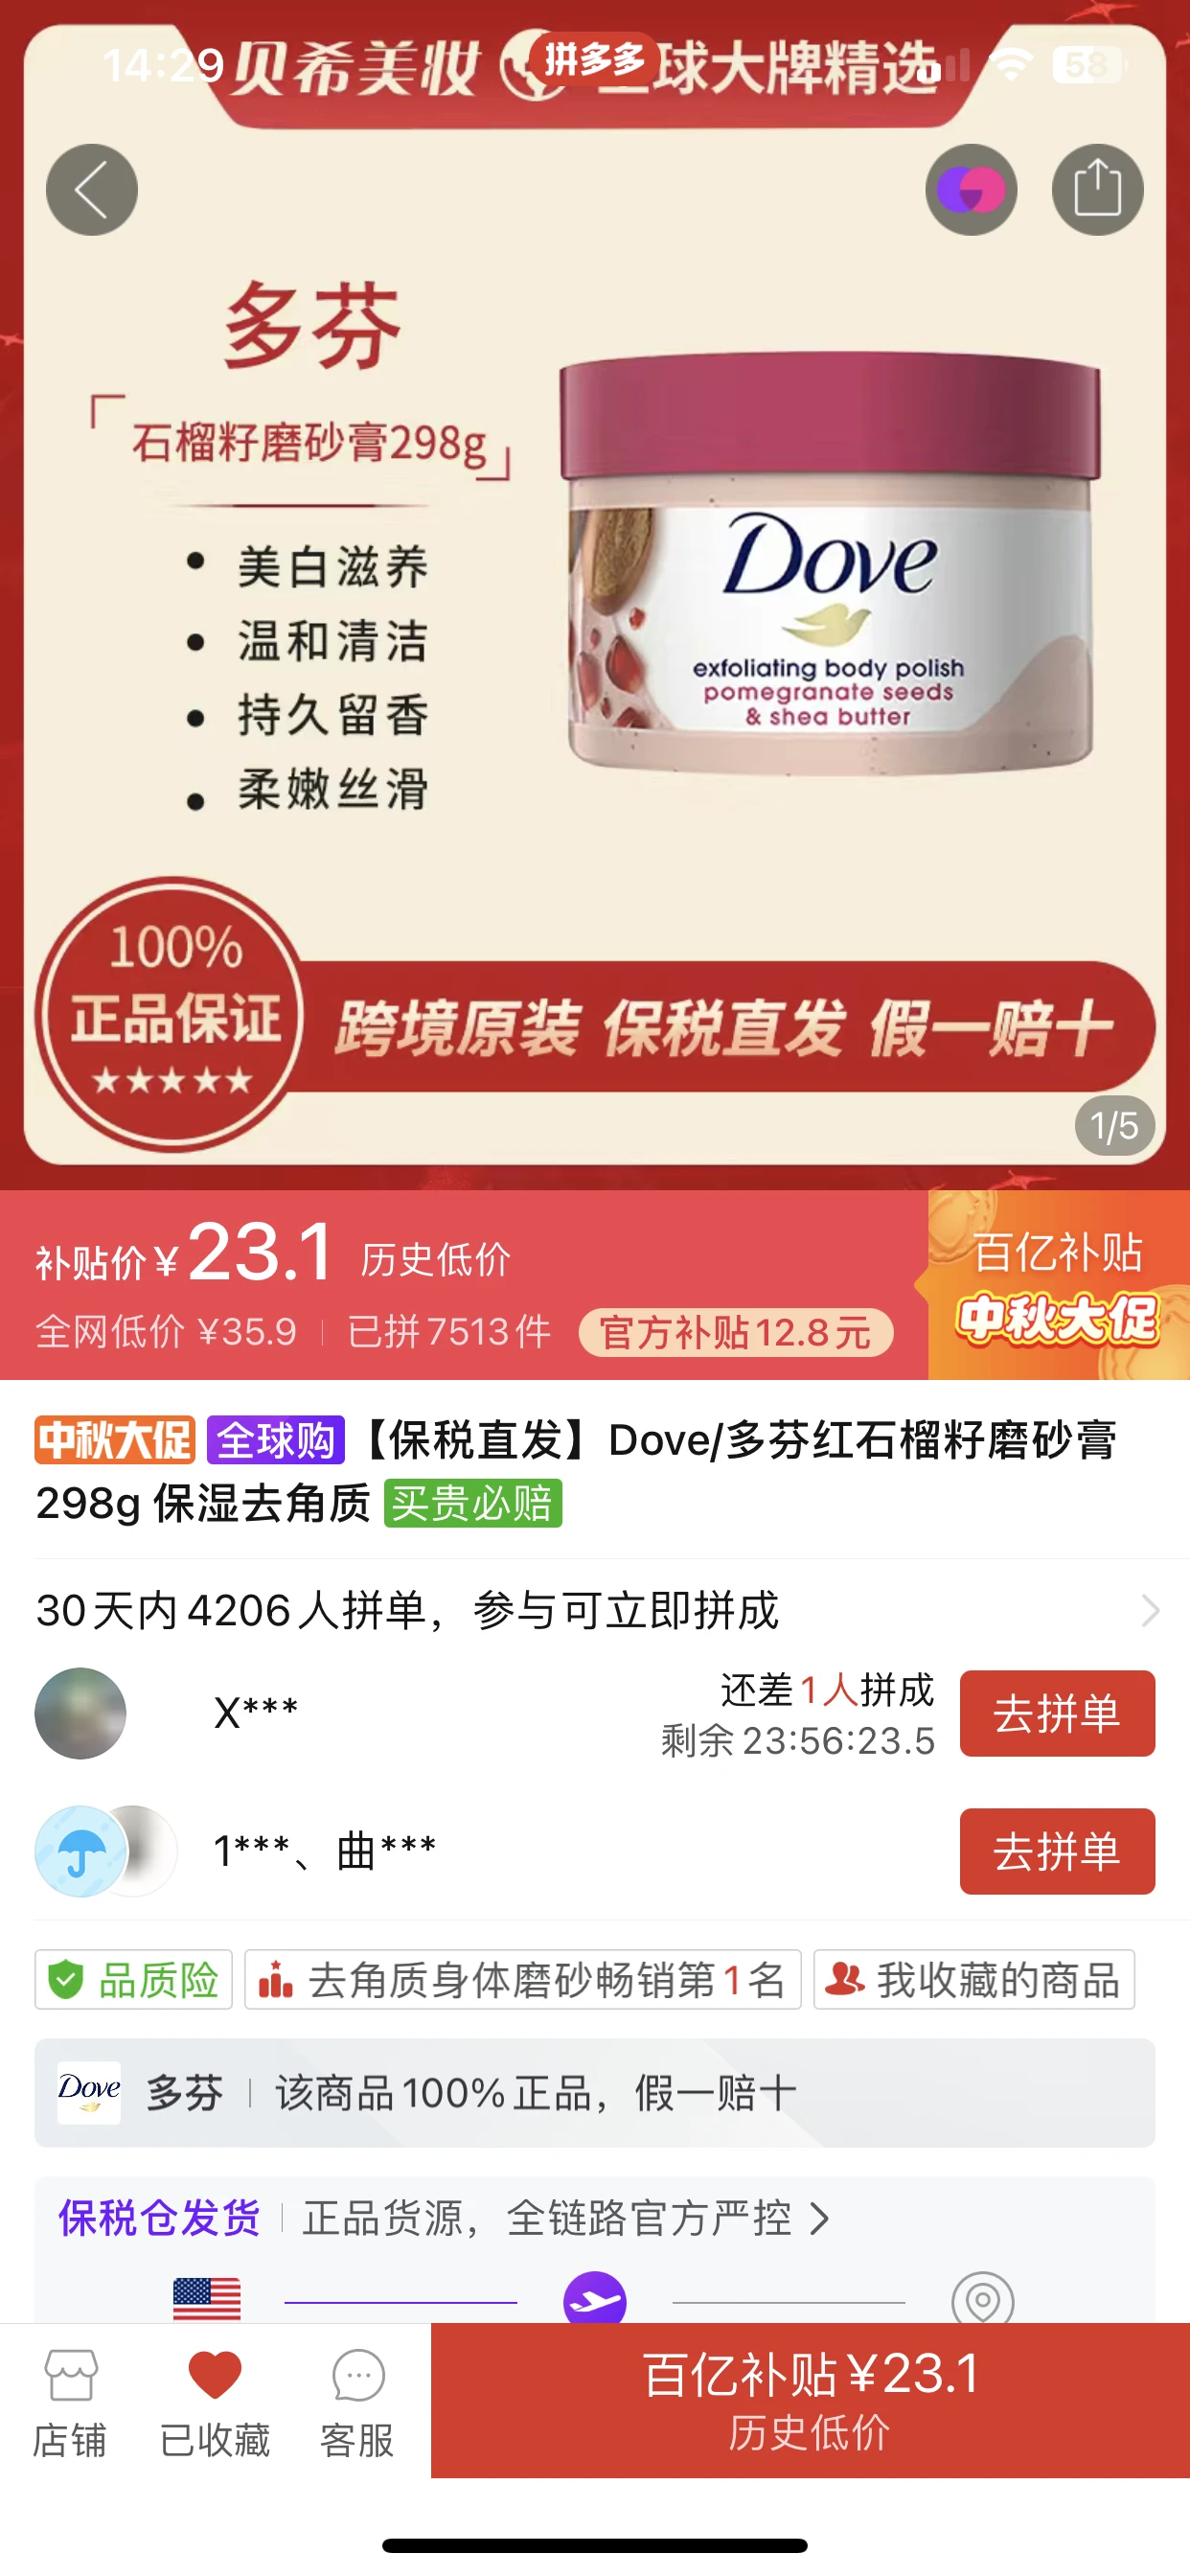 14:29
58
贝希美妆
拼多多
球大牌精选
多芬
「石榴籽磨砂膏298g」
• 美白滋养
• 温和清洁
• 持久留香
• 柔嫩丝滑
Dove
exfoliating body polish
pomegranate seeds
& shea butter
100%
正品保证
★★★★★
跨境原装 保税直发 假一赔十
1/5
补贴价¥23.1 历史低价
全网低价 ¥35.9 已拼7513件 官方补贴12.8元
百亿补贴
中秋大促
中秋大促 全球购 【保税直发】Dove/多芬红石榴籽磨砂膏
298g 保湿去角质 买贵必赔
30天内4206人拼单，参与可立即拼成
X***
还差1人拼成
剩余23:56:23.5
去拼单
1***、曲***
去拼单
品质险
去角质身体磨砂畅销第1名
我收藏的商品
Dove
多芬 该商品100%正品，假一赔十
保税仓发货 正品货源，全链路官方严控
店铺
已收藏
客服
百亿补贴¥23.1
历史低价